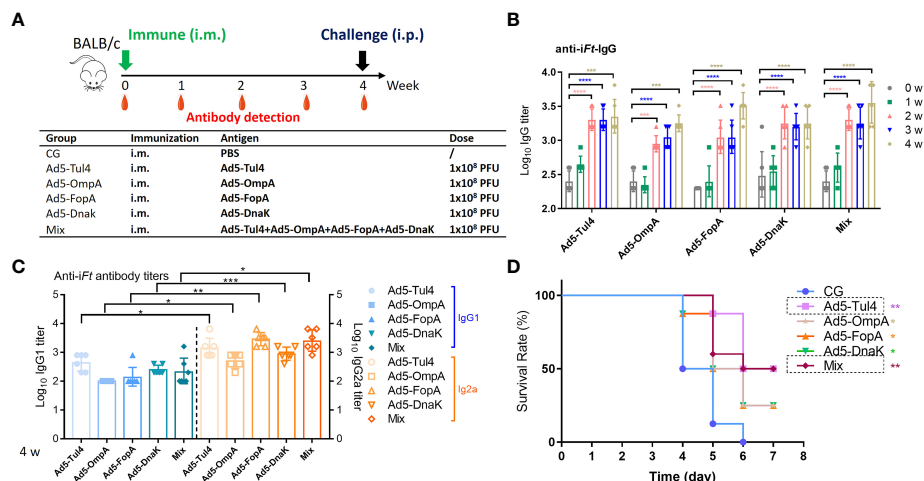 A
BALB/c
Immune (i.m.)
Challenge (i.p.)
0 1 2 3 4 Week
Antibody detection
Group Immunization Antigen Dose
CG i.m. PBS /
Ad5-Tul4 i.m. Ad5-Tul4 1x10⁸ PFU
Ad5-OmpA i.m. Ad5-OmpA 1x10⁸ PFU
Ad5-FopA i.m. Ad5-FopA 1x10⁸ PFU
Ad5-DnaK i.m. Ad5-DnaK 1x10⁸ PFU
Mix i.m. Ad5-Tul4+Ad5-OmpA+Ad5-FopA+Ad5-DnaK 1x10⁸ PFU
B
anti-iFt-IgG
Log₁₀ IgG titer
4.0
3.5
3.0
2.5
2.0
*** *** **** *** ****
**** **** **** **** ****
**** *** **** **** ****
Ad5-Tul4 Ad5-OmpA Ad5-FopA Ad5-DnaK Mix
0 w
1 w
2 w
3 w
4 w
C
Anti-iFt antibody titers
Log₁₀ IgG1 titer
5
4
3
2
1
0
*
***
**
*
*
5
4
3
2
1
0
Log₁₀ IgG2a titer
4 w
Ad5-Tul4 Ad5-OmpA Ad5-FopA Ad5-DnaK Mix Ad5-Tul4 Ad5-OmpA Ad5-FopA Ad5-DnaK Mix
Ad5-Tul4
Ad5-OmpA
Ad5-FopA
Ad5-DnaK
Mix
IgG1
Ad5-Tul4
Ad5-OmpA
Ad5-FopA
Ad5-DnaK
Mix
Ig2a
D
Survival Rate (%)
100
50
0
0 1 2 3 4 5 6 7 8
Time (day)
CG
Ad5-Tul4 **
Ad5-OmpA *
Ad5-FopA *
Ad5-DnaK *
Mix **